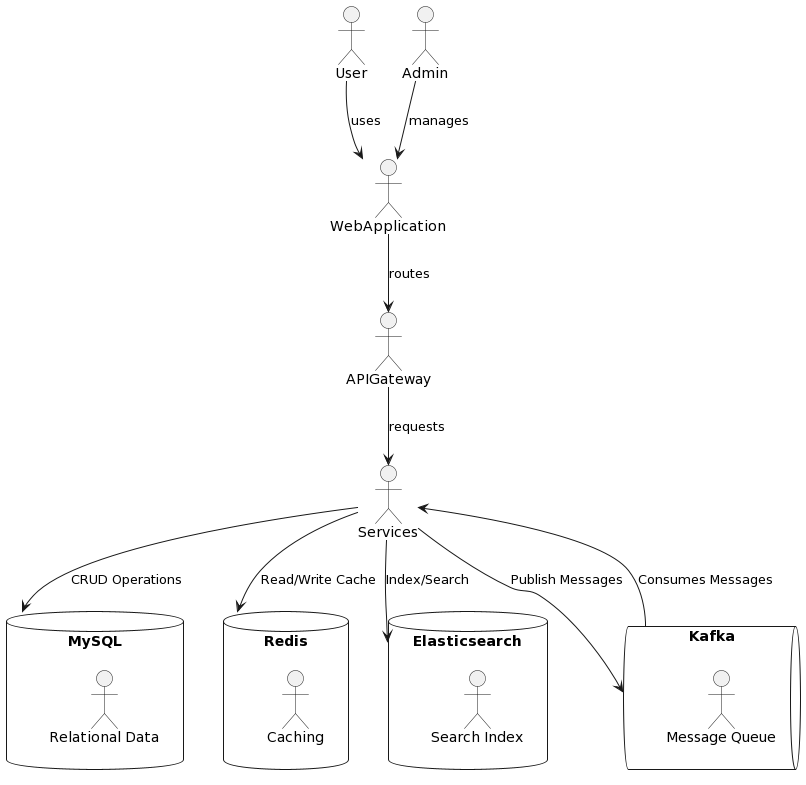 User
Admin
uses
manages
WebApplication
routes
APIGateway
requests
Services
CRUD Operations
Read/Write Cache
Index/Search
Publish Messages
Consumes Messages
MySQL
Redis
Elasticsearch
Kafka
Relational Data
Caching
Search Index
Message Queue